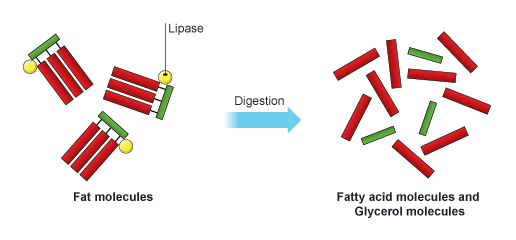 Lipase
Digestion
Fat molecules
Fatty acid molecules and
Glycerol molecules